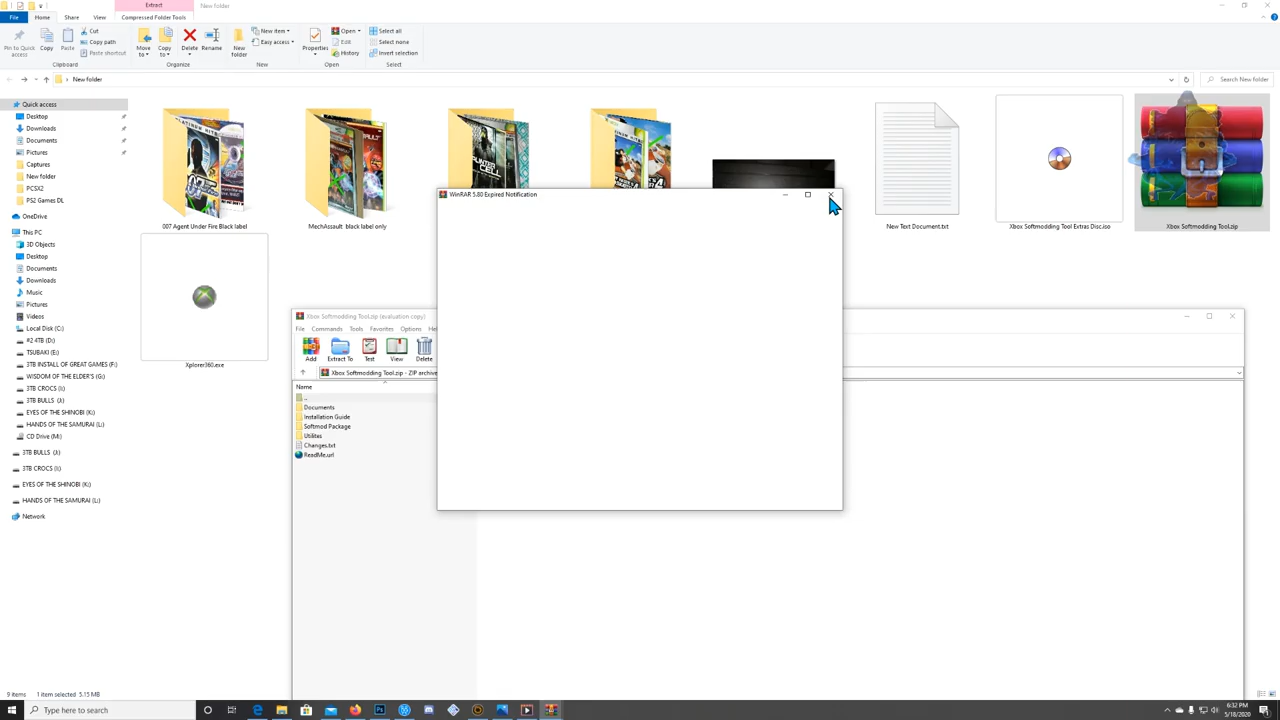 Extract
New folder
File
Home
Share
View
Compressed Folder Tools
Pin to Quick access
Copy
Paste
Cut
Copy path
Paste shortcut
Clipboard
Move to
Copy to
Delete
Rename
Organize
New folder
New item
Easy access
New
Properties
Open
Edit
History
Open
Select all
Select none
Invert selection
Select
New folder
Search New folder
Quick access
Desktop
Downloads
Documents
Pictures
Captures
New folder
PCSX2
PS2 Games DL
OneDrive
This PC
3D Objects
Desktop
Documents
Downloads
Music
Pictures
Videos
Local Disk (C:)
#2 4TB (D:)
TSUBAKI (E:)
3TB INSTALL OF GREAT GAMES (F:)
WISDOM OF THE ELDER'S (G:)
3TB CROCS (I:)
3TB BULLS (J:)
EYES OF THE SHINOBI (K:)
HANDS OF THE SAMURAI (L:)
CD Drive (M:)
3TB BULLS (J:)
3TB CROCS (I:)
EYES OF THE SHINOBI (K:)
HANDS OF THE SAMURAI (L:)
Network
007 Agent Under Fire Black label
MechAssault black label only
New Text Document.txt
Xbox Softmodding Tool Extras Disc.iso
Xbox Softmodding Tool.zip
Xplorer360.exe
WinRAR 5.80 Expired Notification
Xbox Softmodding Tool.zip (evaluation copy)
File Commands Tools Favorites Options
Add
Extract To
Test
View
Delete
Xbox Softmodding Tool.zip - ZIP archive
Name
..
Documents
Installation Guide
Softmod Package
Utilites
Changes.txt
ReadMe.url
9 items 1 item selected 5.15 MB
Type here to search
6:32 PM
5/18/2020